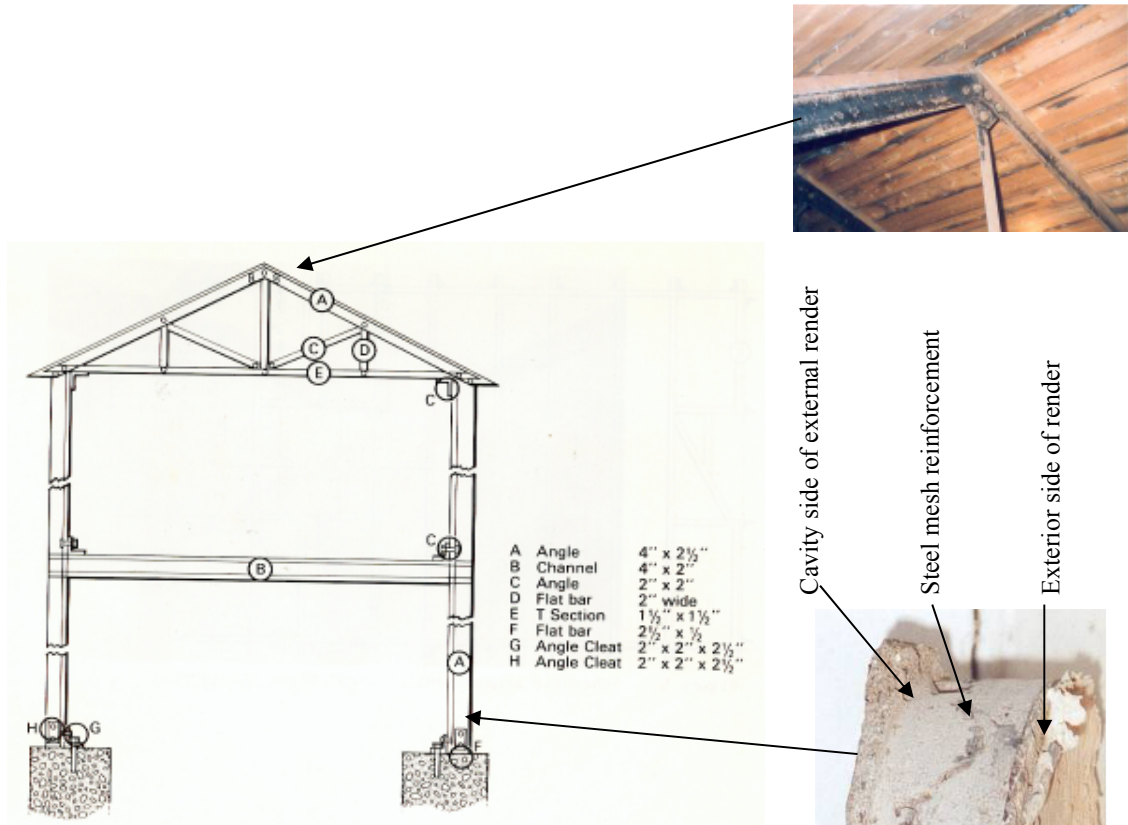 A
C
D
E
C
C
B
A
H
G
F
A Angle 4" x 2½"
B Channel 4" x 2"
C Angle 2" x 2"
D Flat bar 2" wide
E T Section 1½" x 1½"
F Flat bar 2½" x ½
G Angle Cleat 2" x 2" x 2½"
H Angle Cleat 2" x 2" x 2½"
Cavity side of external render
Steel mesh reinforcement
Exterior side of render